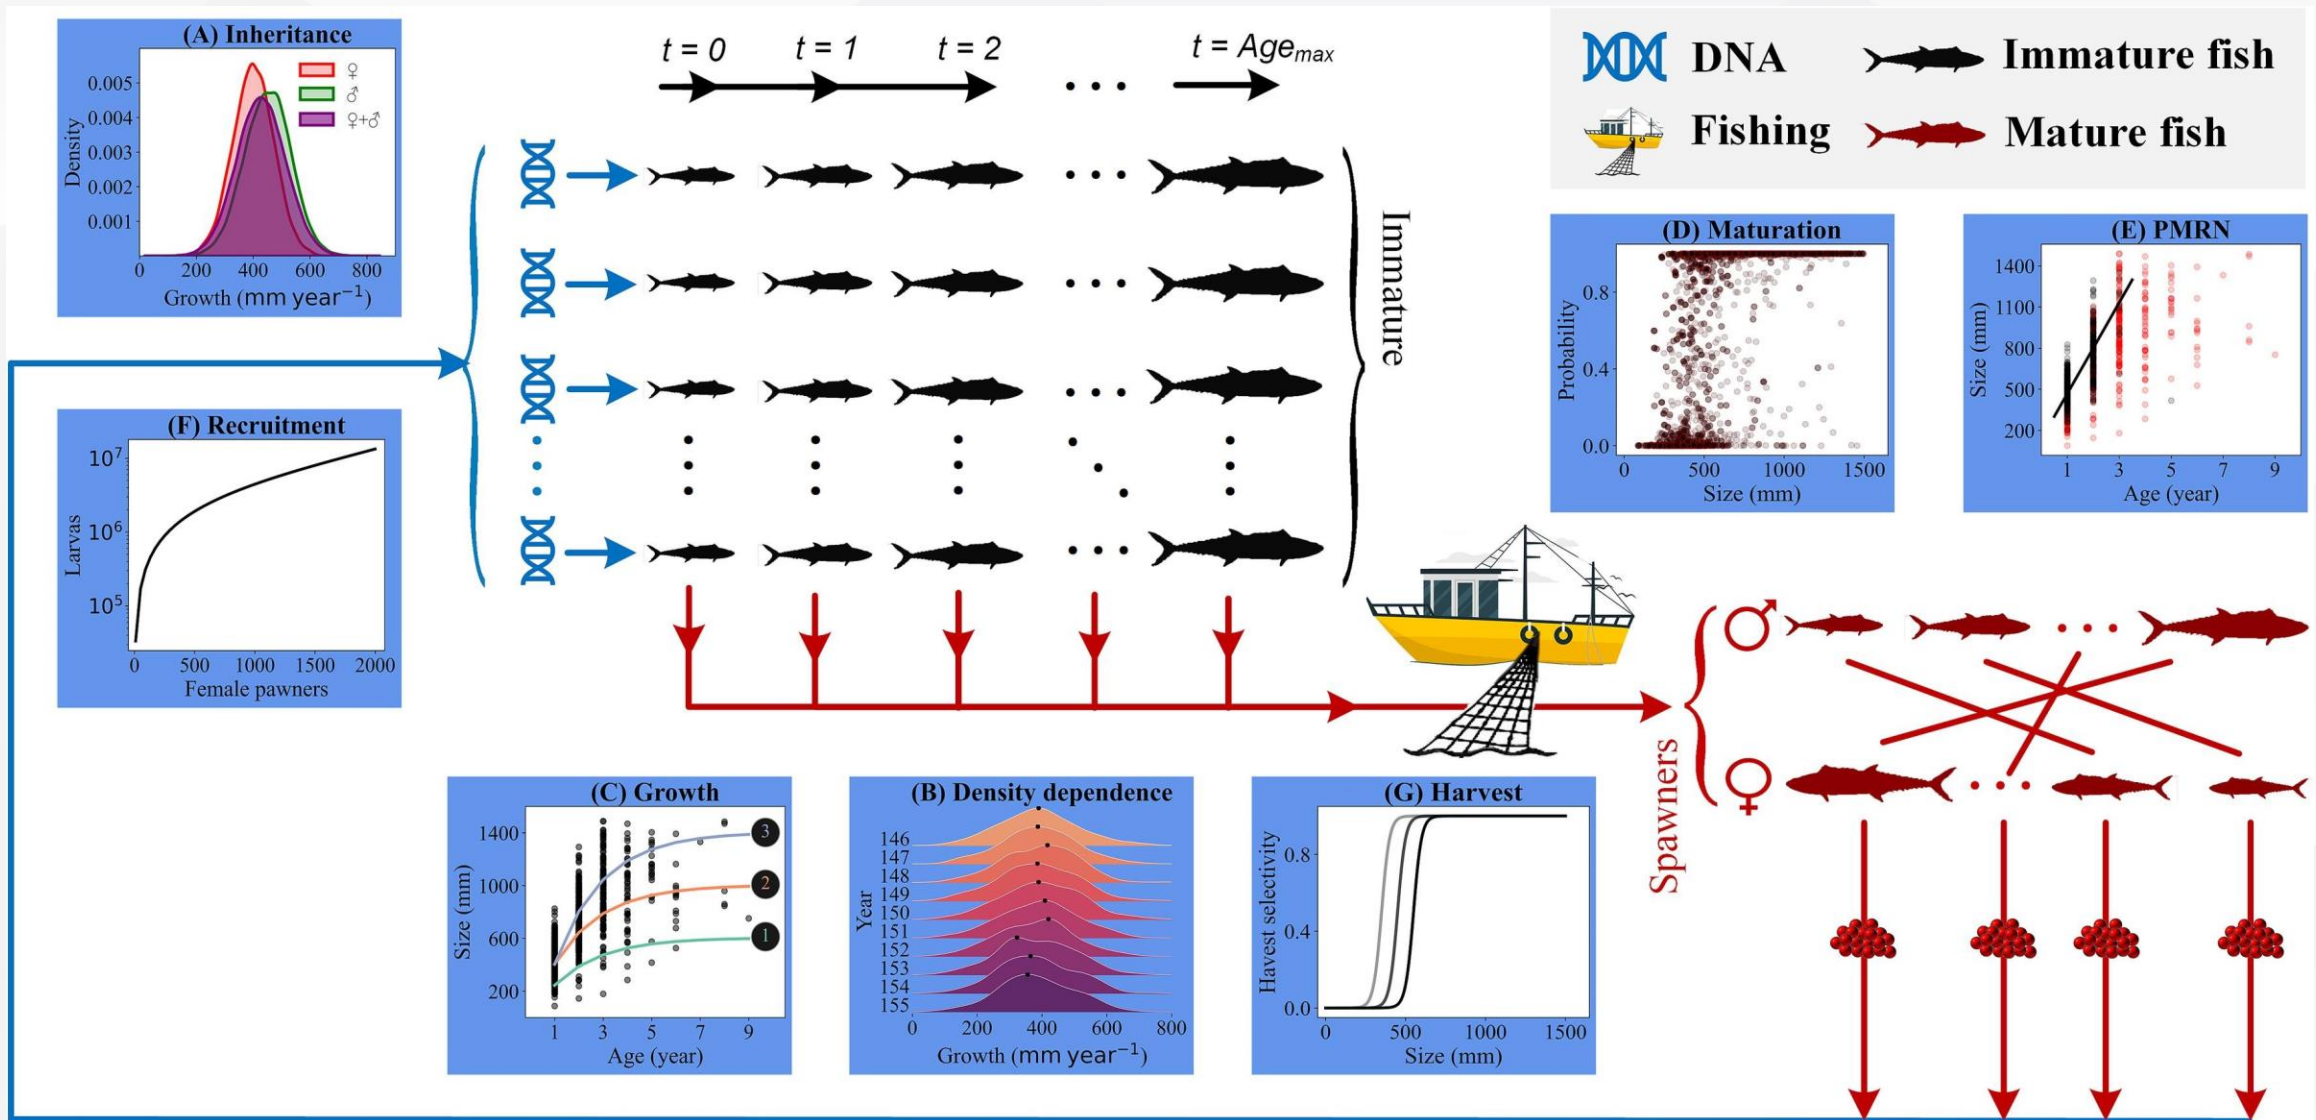 (A) Inheritance
♀
♂
♀+♂
0.005
0.004
0.003
0.002
0.001
Density
0 200 400 600 800
Growth (mm year⁻¹)
t = 0 t = 1 t = 2 ... t = Age_max
DNA
Immature fish
Fishing
Mature fish
Immature
(D) Maturation
0.8
0.4
0.0
Probability
0 500 1000 1500
Size (mm)
(E) PMRN
1400
1100
800
500
200
Size (mm)
1 3 5 7 9
Age (year)
(F) Recruitment
10⁷
10⁶
10⁵
Larvas
0 500 1000 1500 2000
Female pawners
(C) Growth
1400
1000
600
200
Size (mm)
3
2
1
1 3 5 7 9
Age (year)
(B) Density dependence
146
147
148
149
150
151
152
153
154
155
Year
0 200 400 600 800
Growth (mm year⁻¹)
(G) Harvest
0.8
0.4
0.0
Havest selectivity
0 500 1000 1500
Size (mm)
Spawners
♂
♀